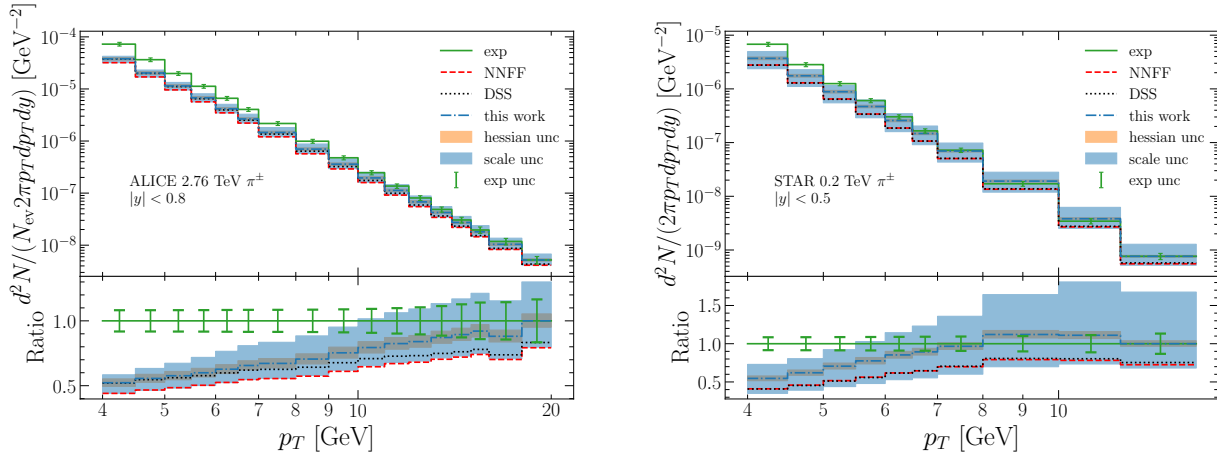 d²N/(N_ev 2πp_T dp_T dy) [GeV⁻²]
10⁻⁴
10⁻⁵
10⁻⁶
10⁻⁷
10⁻⁸
exp
NNFF
DSS
this work
hessian unc
scale unc
exp unc
ALICE 2.76 TeV π±
|y| < 0.8
Ratio
1.0
0.5
4 5 6 7 8 9 10 20
p_T [GeV]
d²N/(2πp_T dp_T dy) [GeV⁻²]
10⁻⁵
10⁻⁶
10⁻⁷
10⁻⁸
10⁻⁹
exp
NNFF
DSS
this work
hessian unc
scale unc
exp unc
STAR 0.2 TeV π±
|y| < 0.5
Ratio
1.5
1.0
0.5
4 5 6 7 8 9 10
p_T [GeV]